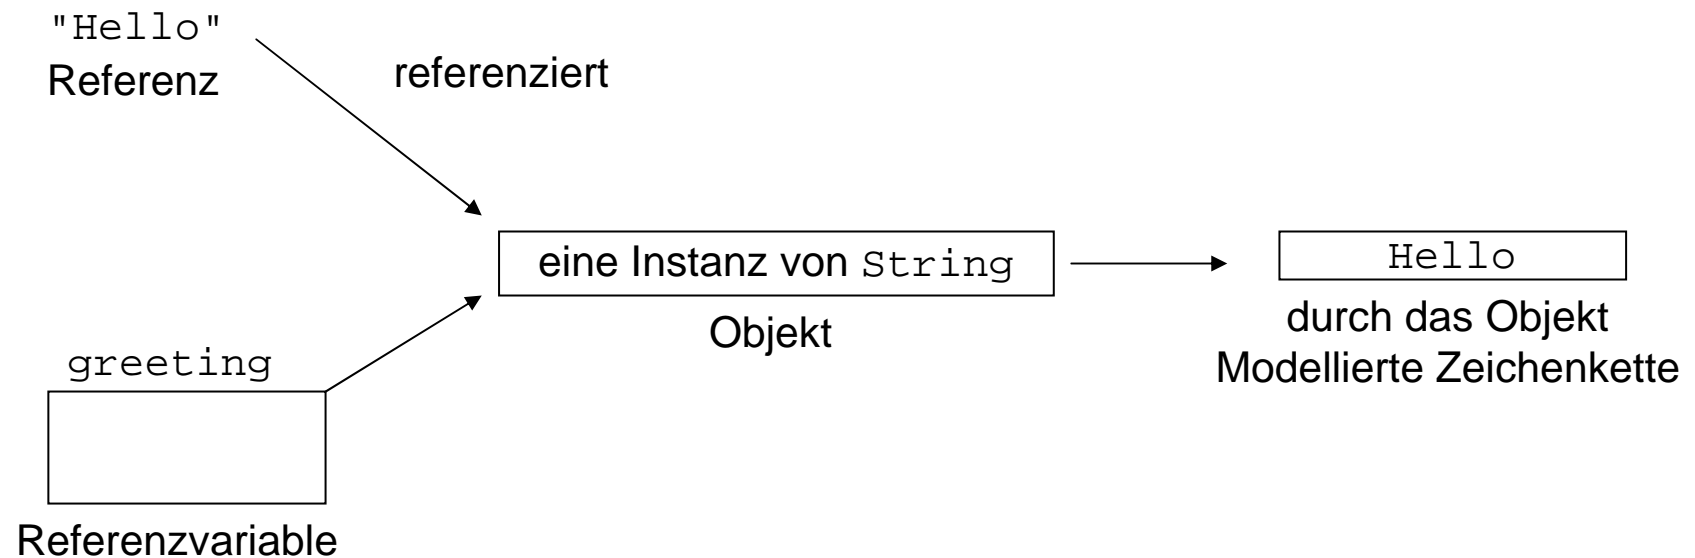 "Hello"
Referenz
referenziert
eine Instanz von String
Objekt
Hello
durch das Objekt
Modellierte Zeichenkette
greeting
Referenzvariable